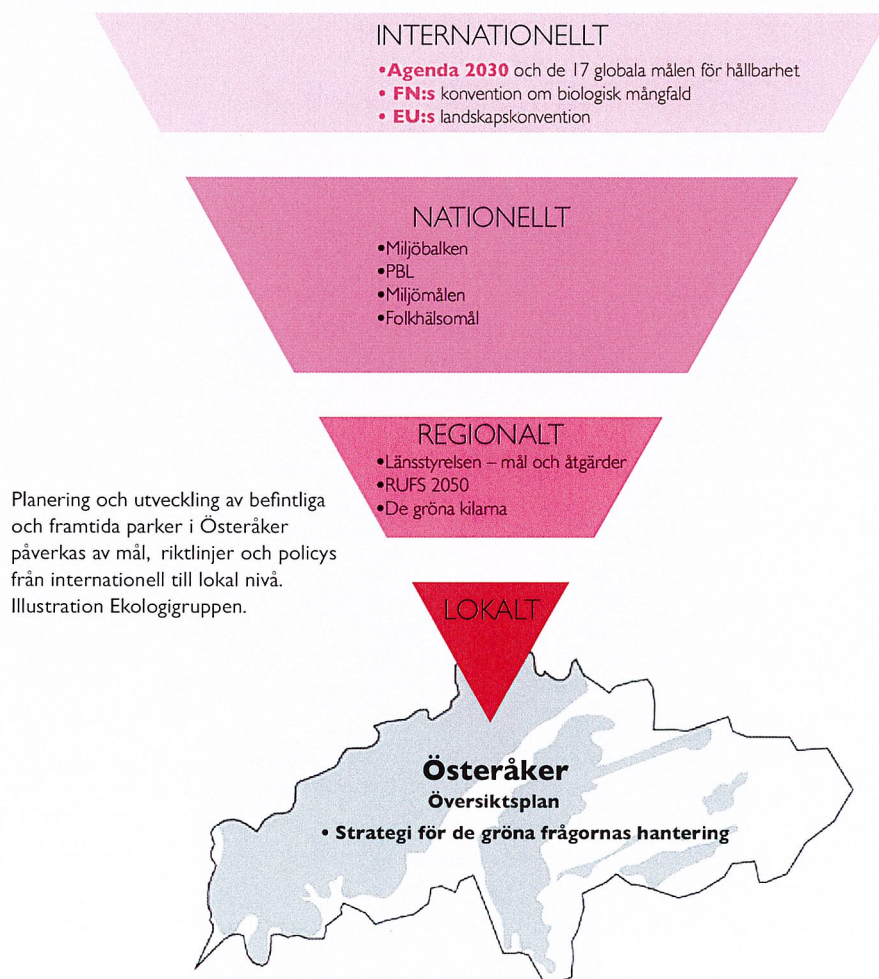 INTERNATIONELLT
•Agenda 2030 och de 17 globala målen för hållbarhet
• FN:s konvention om biologisk mångfald
• EU:s landskapskonvention
NATIONELLT
•Miljöbalken
•PBL
•Miljömålen
•Folkhälsomål
REGIONALT
•Länsstyrelsen – mål och åtgärder
•RUFS 2050
•De gröna kilarna
Planering och utveckling av befintliga
och framtida parker i Österåker
påverkas av mål, riktlinjer och policys
från internationell till lokal nivå.
Illustration Ekologigruppen.
LOKALT
Österåker
Översiktsplan
• Strategi för de gröna frågornas hantering